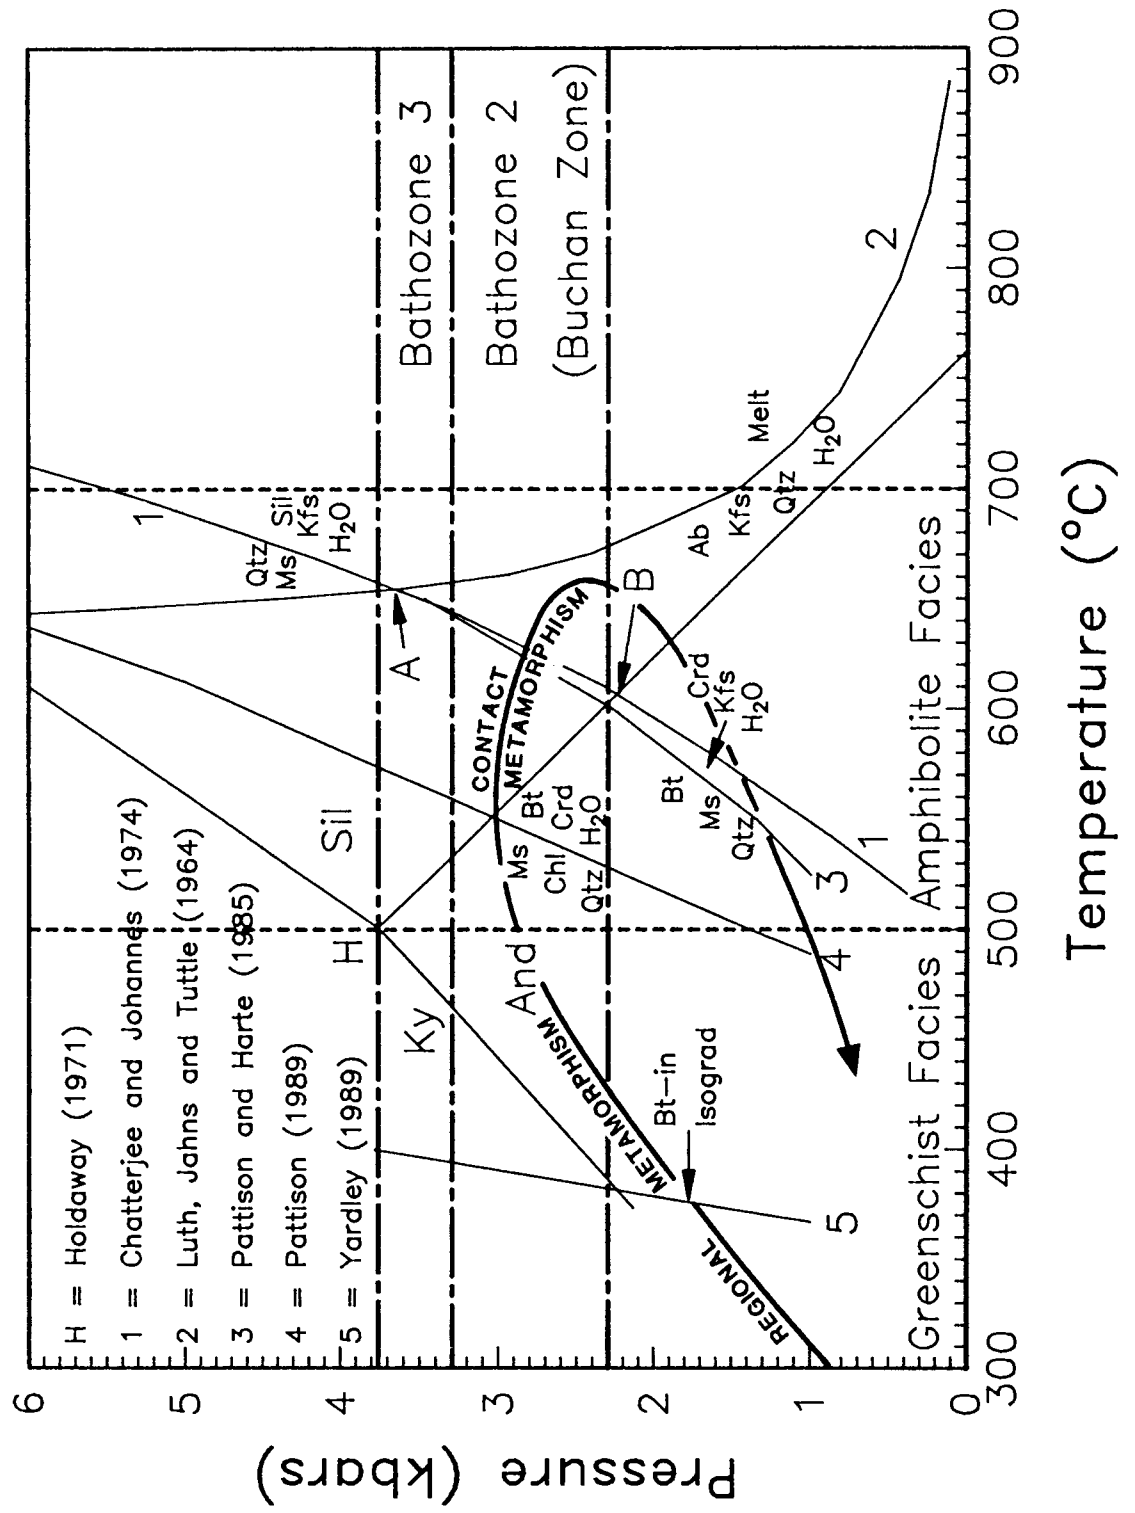 H = Holdaway (1971)
1 = Chatterjee and Johannes (1974)
2 = Luth, Jahns and Tuttle (1964)
3 = Pattison and Harte (1985)
4 = Pattison (1989)
5 = Yardley (1989)
Bathozone 3
Bathozone 2
(Buchan Zone)
1
Qtz
Ms
Sil
Kfs
H₂O
A
H
Sil
Ky
And
CONTACT
METAMORPHISM
Ms
Chl
Qtz
Bt
Crd
H₂O
B
Ab
Kfs
Qtz
Melt
H₂O
2
Bt
Ms
Qtz
Crd
Kfs
H₂O
1
3
4
5
Bt–in
Isograd
REGIONAL
METAMORPHISM
Greenschist Facies
Amphibolite Facies
6
5
4
3
2
1
0
Pressure (kbars)
300
400
500
600
700
800
900
Temperature (°C)